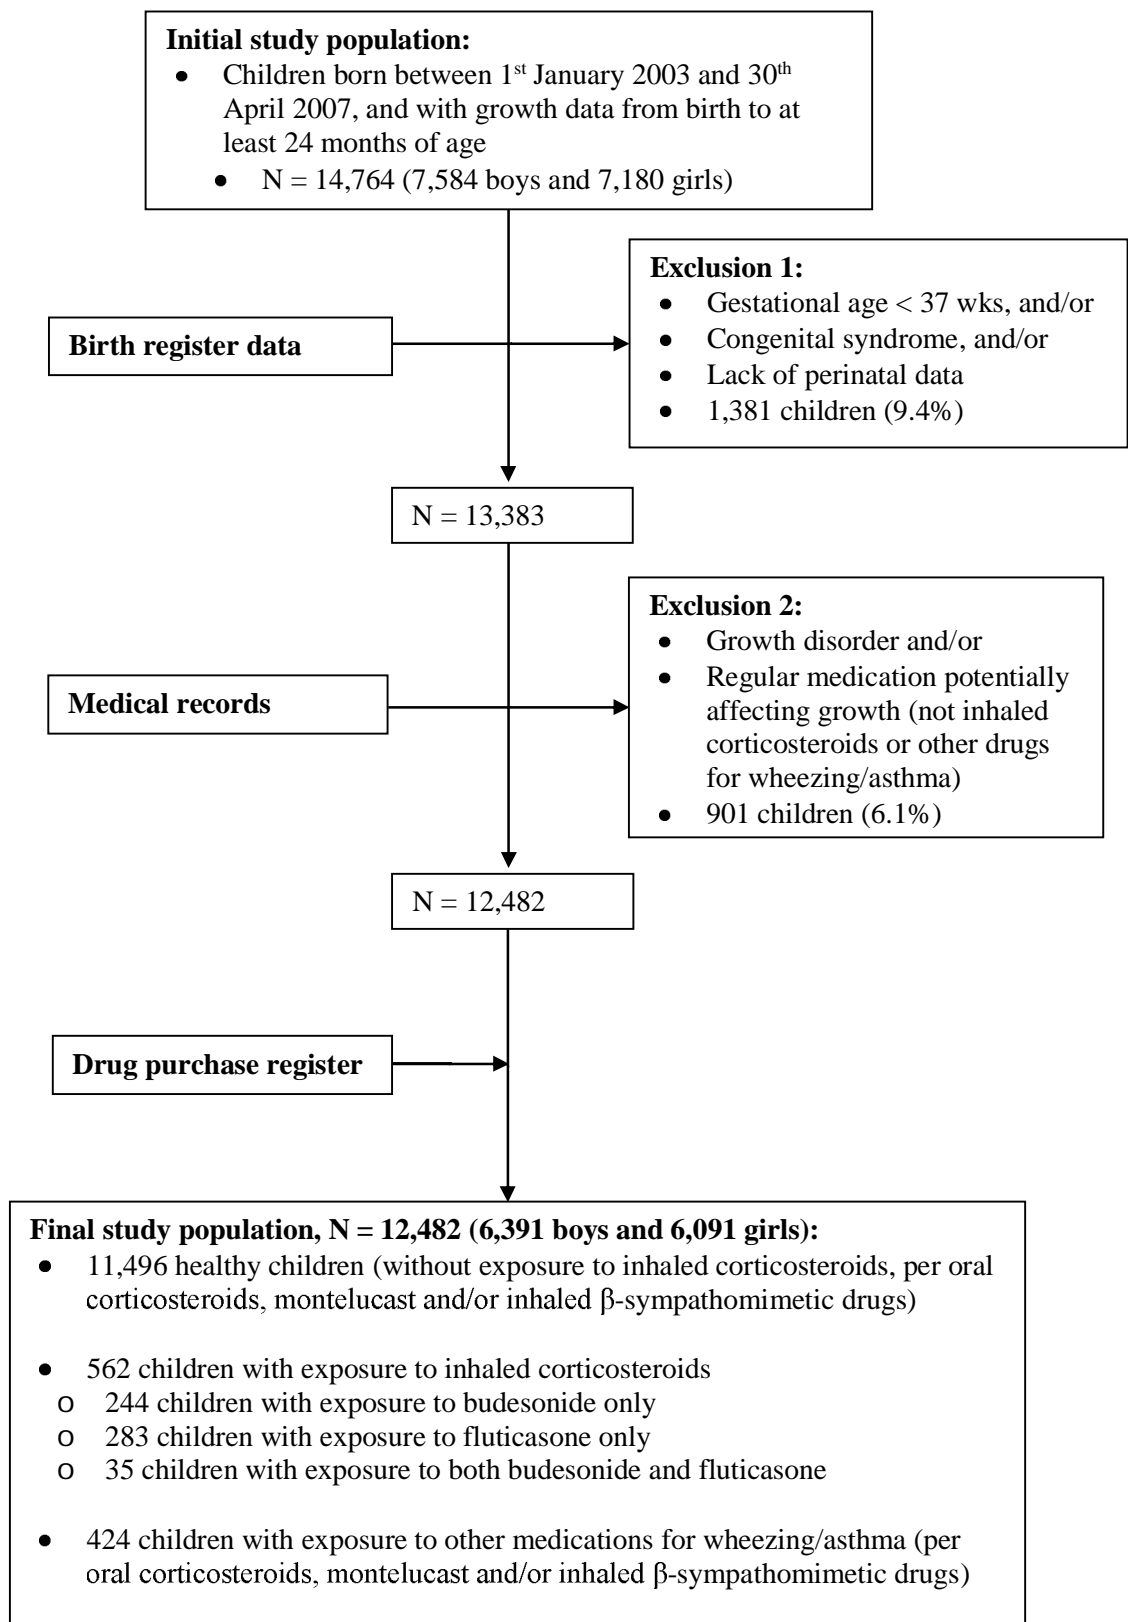 Initial study population:
• Children born between 1st January 2003 and 30th
April 2007, and with growth data from birth to at
least 24 months of age
• N = 14,764 (7,584 boys and 7,180 girls)
Exclusion 1:
• Gestational age < 37 wks, and/or
• Congenital syndrome, and/or
• Lack of perinatal data
• 1,381 children (9.4%)
Birth register data
N = 13,383
Exclusion 2:
• Growth disorder and/or
• Regular medication potentially
affecting growth (not inhaled
corticosteroids or other drugs
for wheezing/asthma)
• 901 children (6.1%)
Medical records
N = 12,482
Drug purchase register
Final study population, N = 12,482 (6,391 boys and 6,091 girls):
• 11,496 healthy children (without exposure to inhaled corticosteroids, per oral
corticosteroids, montelucast and/or inhaled β-sympathomimetic drugs)
• 562 children with exposure to inhaled corticosteroids
o 244 children with exposure to budesonide only
o 283 children with exposure to fluticasone only
o 35 children with exposure to both budesonide and fluticasone
• 424 children with exposure to other medications for wheezing/asthma (per
oral corticosteroids, montelucast and/or inhaled β-sympathomimetic drugs)